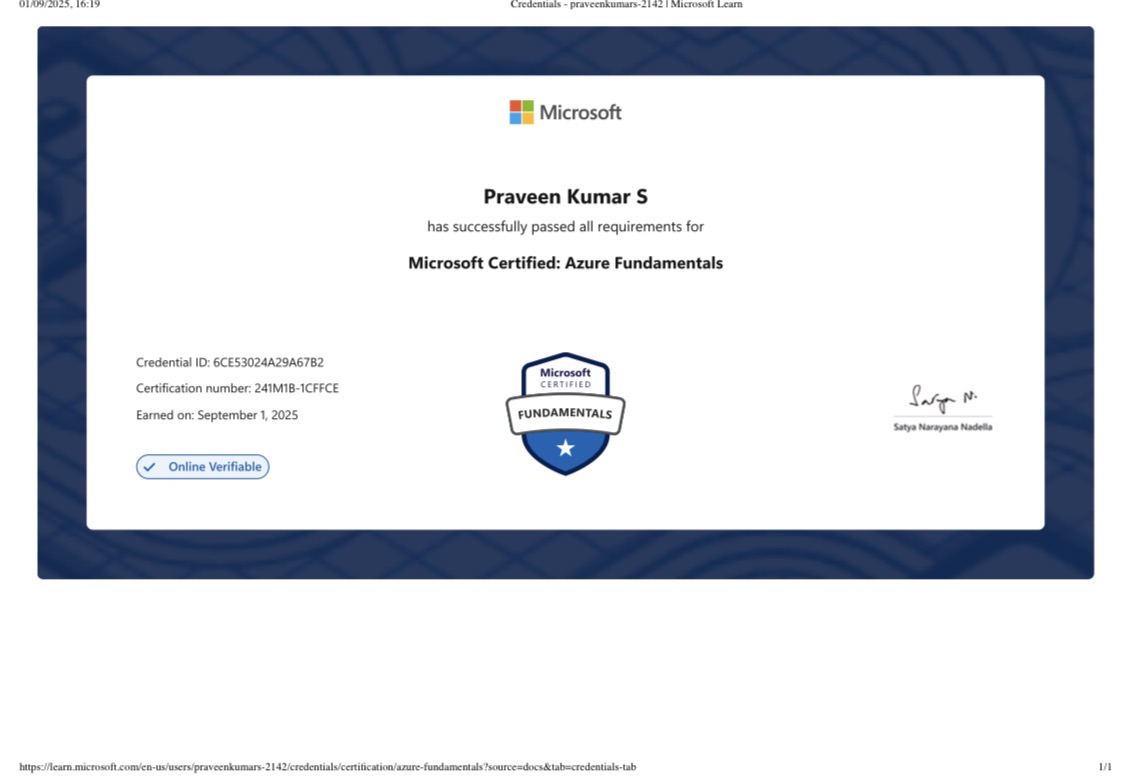 01/09/2025, 16:19
Credentials - praveenkumars-2142 | Microsoft Learn
Microsoft
Praveen Kumar S
has successfully passed all requirements for
Microsoft Certified: Azure Fundamentals
Credential ID: 6CE53024A29A67B2
Certification number: 241M1B-1CFFCE
Earned on: September 1, 2025
Online Verifiable
Microsoft
CERTIFIED
FUNDAMENTALS
Satya N.
Satya Narayana Nadella
https://learn.microsoft.com/en-us/users/praveenkumars-2142/credentials/certification/azure-fundamentals?source=docs&tab=credentials-tab
1/1